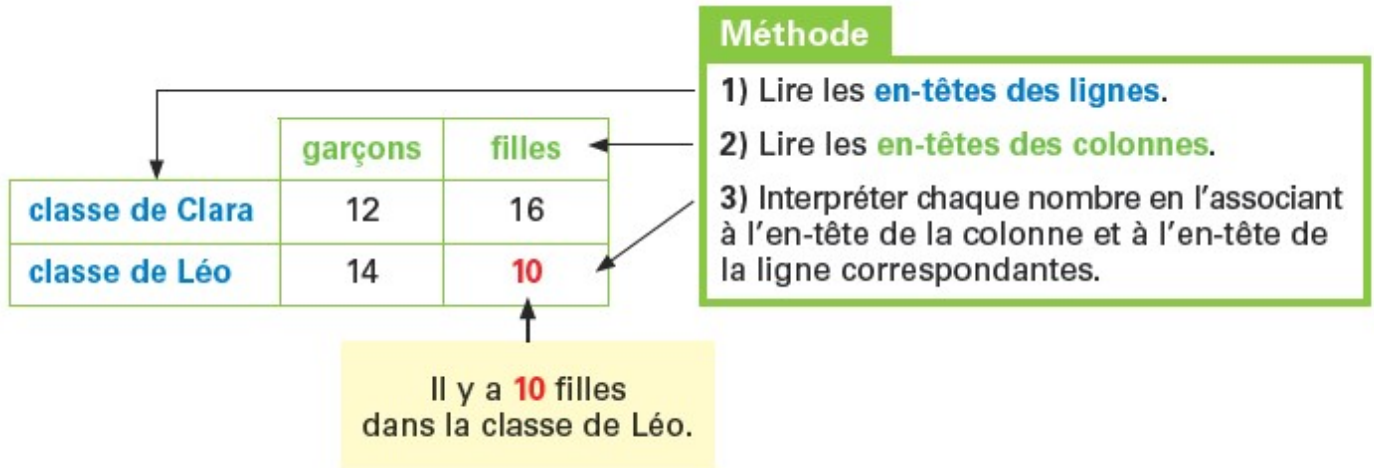 Méthode
1) Lire les en-têtes des lignes.
2) Lire les en-têtes des colonnes.
3) Interpréter chaque nombre en l'associant
à l'en-tête de la colonne et à l'en-tête de
la ligne correspondantes.
garçons filles
classe de Clara 12 16
classe de Léo 14 10
Il y a 10 filles
dans la classe de Léo.